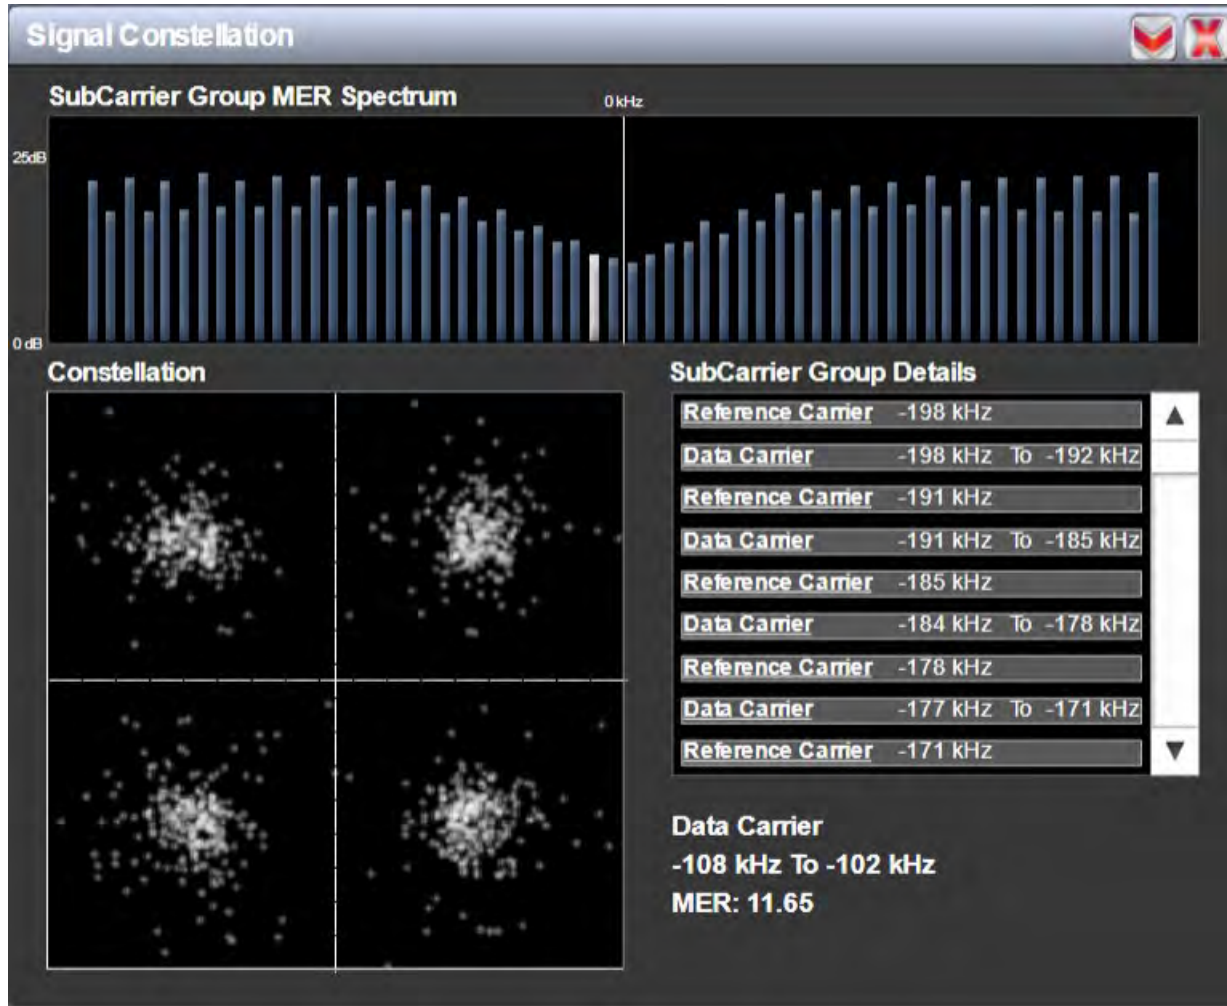 Signal Constellation
SubCarrier Group MER Spectrum
0 kHz
25dB
0 dB
Constellation
SubCarrier Group Details
Reference Carrier -198 kHz
Data Carrier -198 kHz To -192 kHz
Reference Carrier -191 kHz
Data Carrier -191 kHz To -185 kHz
Reference Carrier -185 kHz
Data Carrier -184 kHz To -178 kHz
Reference Carrier -178 kHz
Data Carrier -177 kHz To -171 kHz
Reference Carrier -171 kHz
Data Carrier
-108 kHz To -102 kHz
MER: 11.65